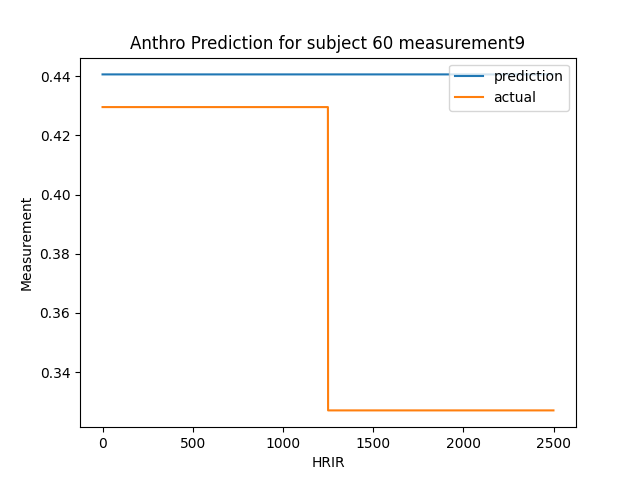 Anthro Prediction for subject 60 measurement9
prediction
actual
Measurement
0.44
0.42
0.40
0.38
0.36
0.34
0 500 1000 1500 2000 2500
HRIR